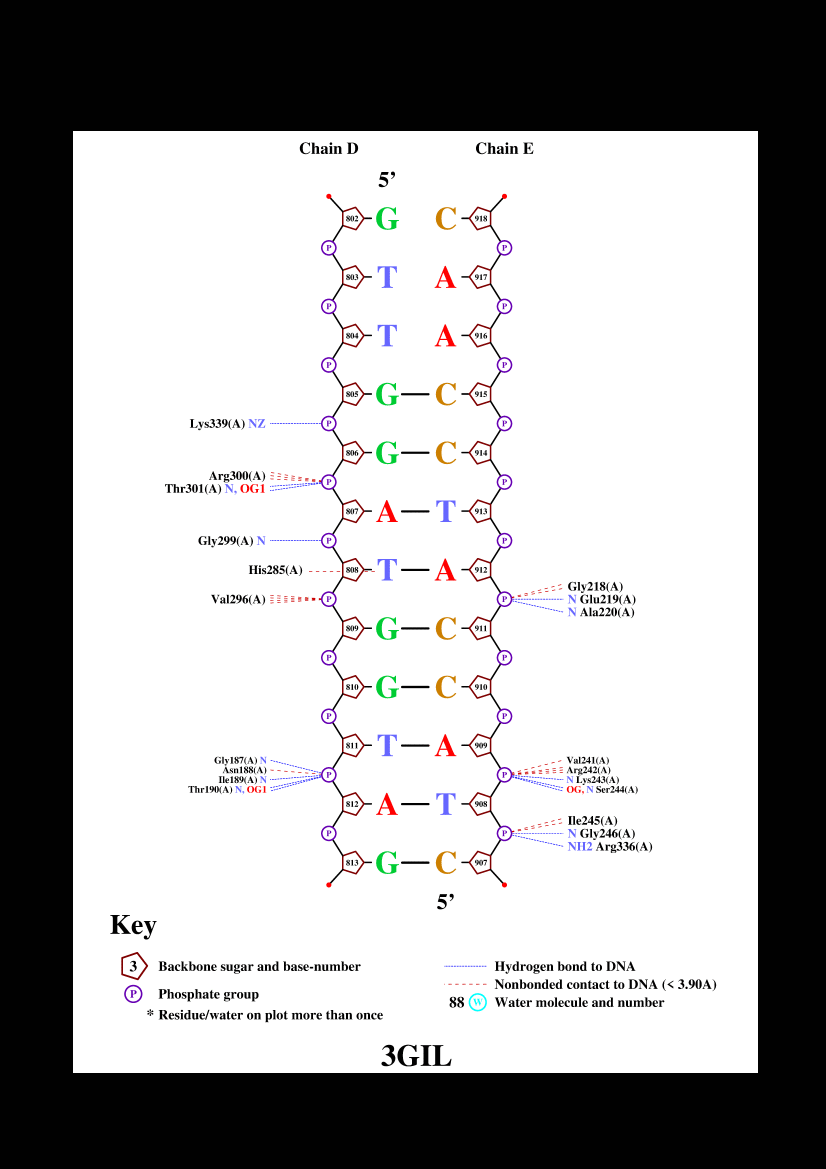 Chain D Chain E
5’
802 G C 918
P P
803 T A 917
P P
804 T A 916
P P
805 G C 915
Lys339(A) NZ P P
806 G C 914
Arg300(A)
Thr301(A) N, OG1 P P
807 A T 913
Gly299(A) N P P
His285(A) 808 T A 912
Gly218(A)
Val296(A) P P N Glu219(A)
N Ala220(A)
809 G C 911
P P
810 G C 910
P P
811 T A 909
Gly187(A) N Val241(A)
Asn188(A) P P Arg242(A)
Ile189(A) N N Lys243(A)
Thr190(A) N, OG1 OG, N Ser244(A)
812 A T 908
Ile245(A)
P P N Gly246(A)
NH2 Arg336(A)
813 G C 907
5’
Key
3 Backbone sugar and base-number Hydrogen bond to DNA
Nonbonded contact to DNA (< 3.90A)
P Phosphate group 88 W Water molecule and number
* Residue/water on plot more than once
3GIL